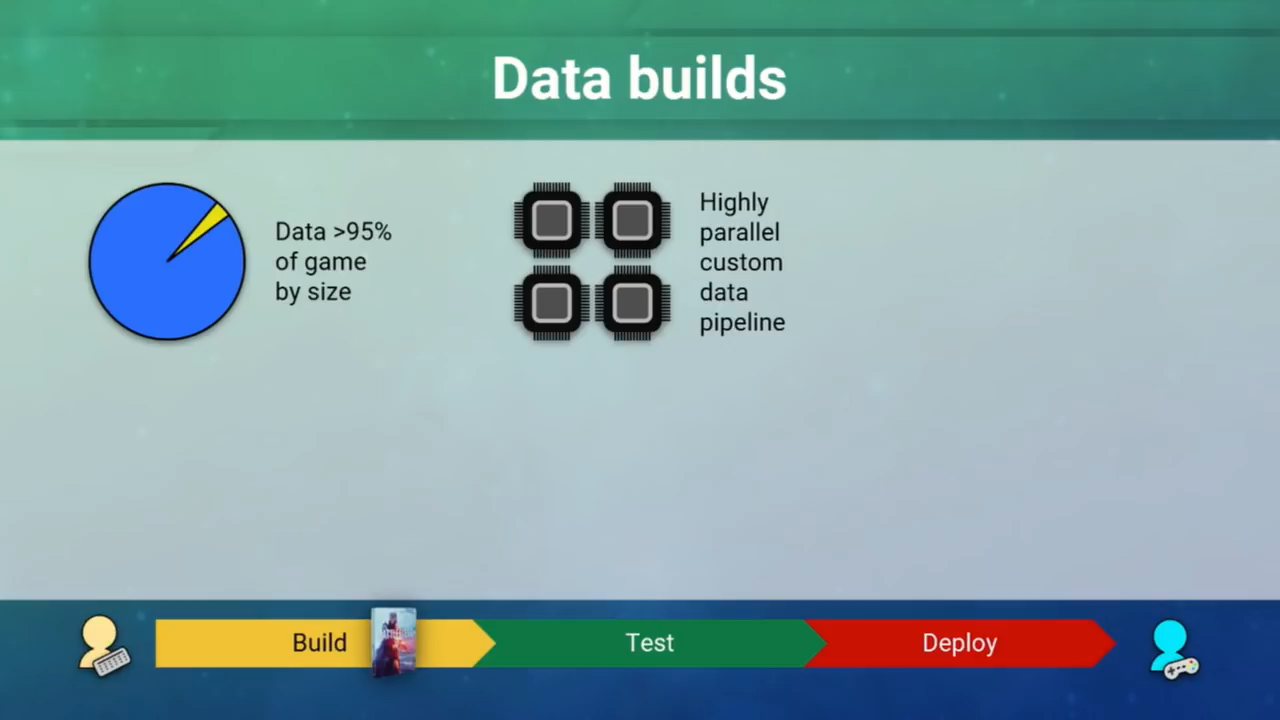 Data builds
Data >95%
of game
by size
Highly
parallel
custom
data
pipeline
Build
Test
Deploy